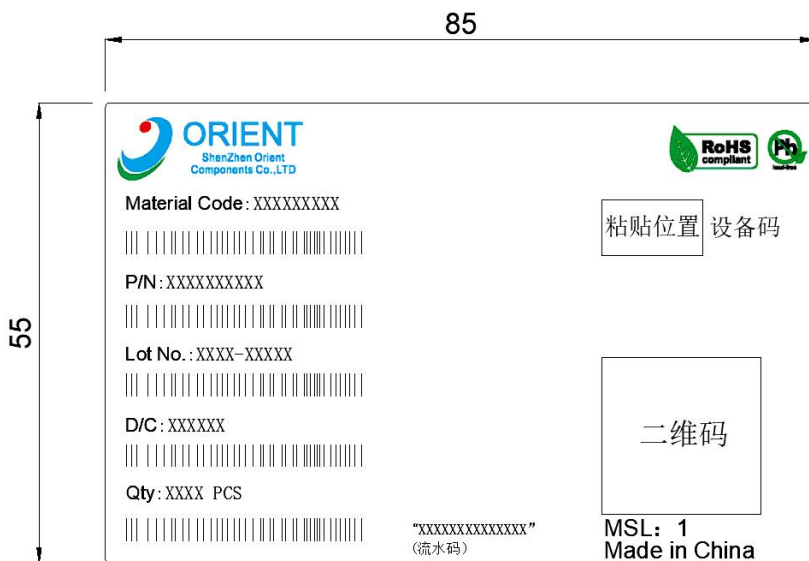 85
55
ORIENT
ShenZhen Orient
Components Co.,LTD
RoHS
compliant
Pb
lead-free
Material Code: XXXXXXXXX
粘贴位置 设备码
P/N: XXXXXXXXXX
Lot No.: XXXX-XXXXX
D/C: XXXXXX
二维码
Qty: XXXX PCS
“XXXXXXXXXXXXXX”
(流水码)
MSL: 1
Made in China